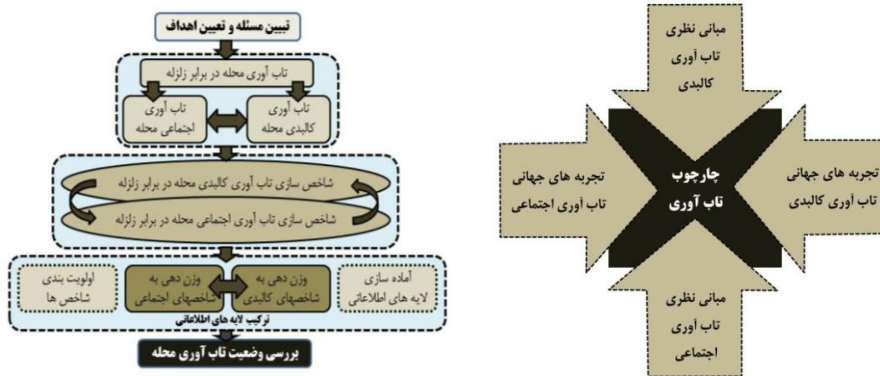 تبیین مسئله و تعیین اهداف
تاب آوری محله در برابر زلزله
تاب آوری
کالبدی محله
تاب آوری
اجتماعی محله
شاخص سازی تاب آوری کالبدی محله در برابر زلزله
شاخص سازی تاب آوری اجتماعی محله در برابر زلزله
آماده سازی
لایه های اطلاعاتی
وزن دهی به
شاخصهای کالبدی
وزن دهی به
شاخصهای اجتماعی
اولویت بندی
شاخص ها
ترکیب لایه های اطلاعاتی
بررسی وضعیت تاب آوری محله
مبانی نظری
تاب آوری
کالبدی
تجربه های جهانی
تاب آوری کالبدی
چارچوب
تاب آوری
تجربه های جهانی
تاب آوری اجتماعی
مبانی نظری
تاب آوری
اجتماعی